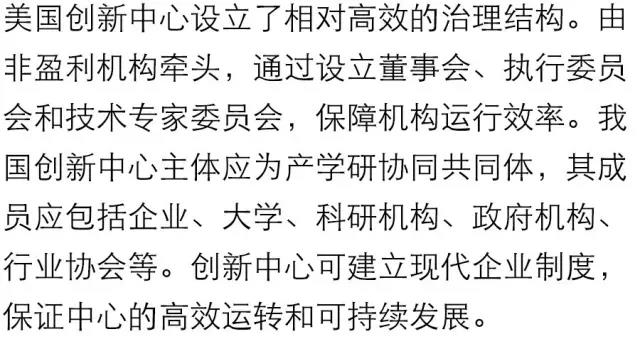 美国创新中心设立了相对高效的治理结构。由
非盈利机构牵头，通过设立董事会、执行委员
会和技术专家委员会，保障机构运行效率。我
国创新中心主体应为产学研协同共同体，其成
员应包括企业、大学、科研机构、政府机构、
行业协会等。创新中心可建立现代企业制度，
保证中心的高效运转和可持续发展。